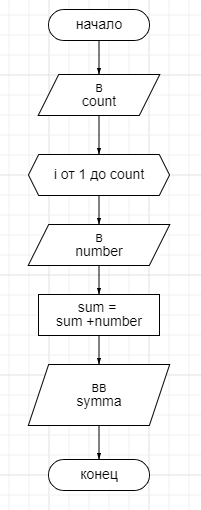 начало
в
count
i от 1 до count
в
number
sum =
sum +number
вв
symma
конец